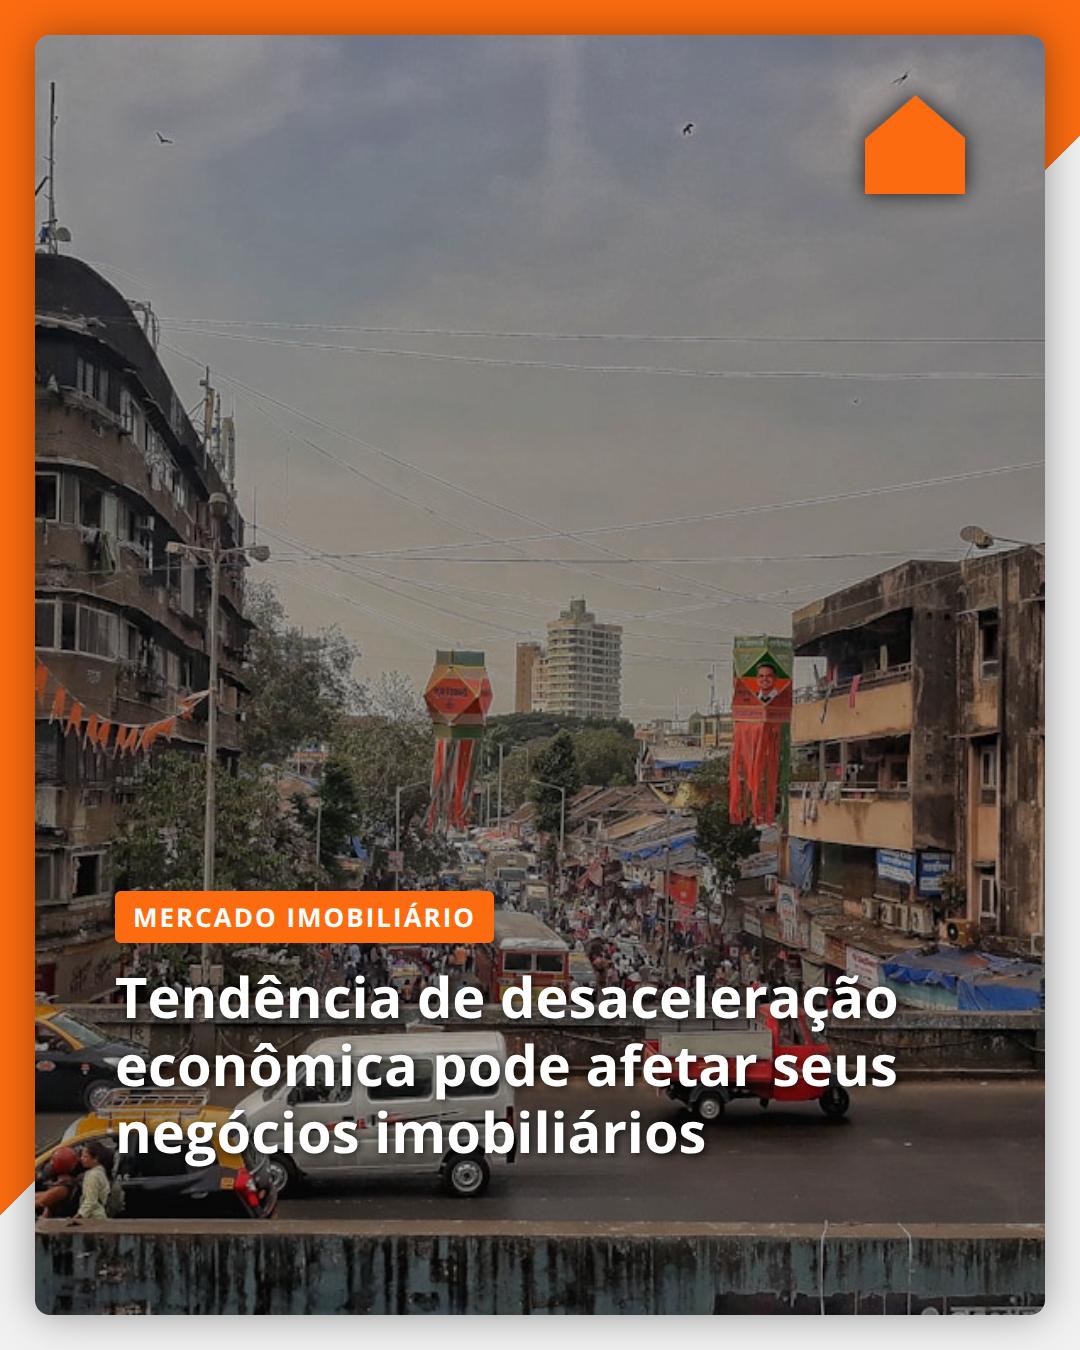 MERCADO IMOBILIÁRIO
Tendência de desaceleração
econômica pode afetar seus
negócios imobiliários